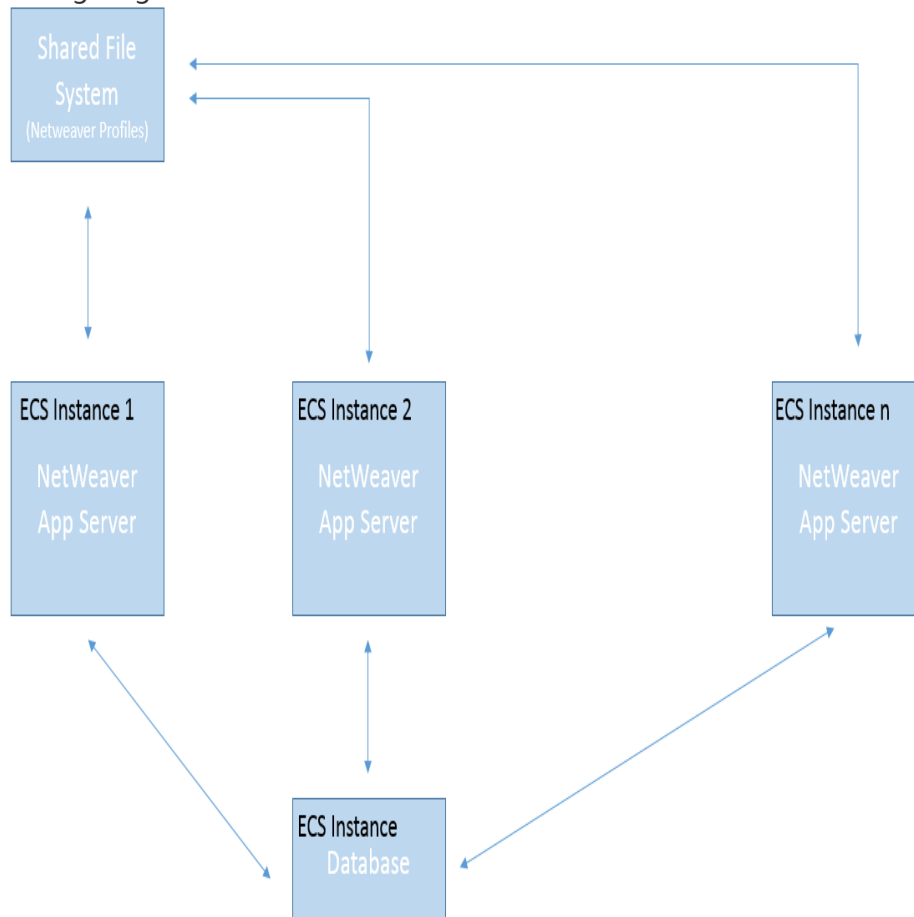 Shared File
System
(Netweaver Profiles)
ECS Instance 1
NetWeaver
App Server
ECS Instance 2
NetWeaver
App Server
ECS Instance n
NetWeaver
App Server
ECS Instance
Database